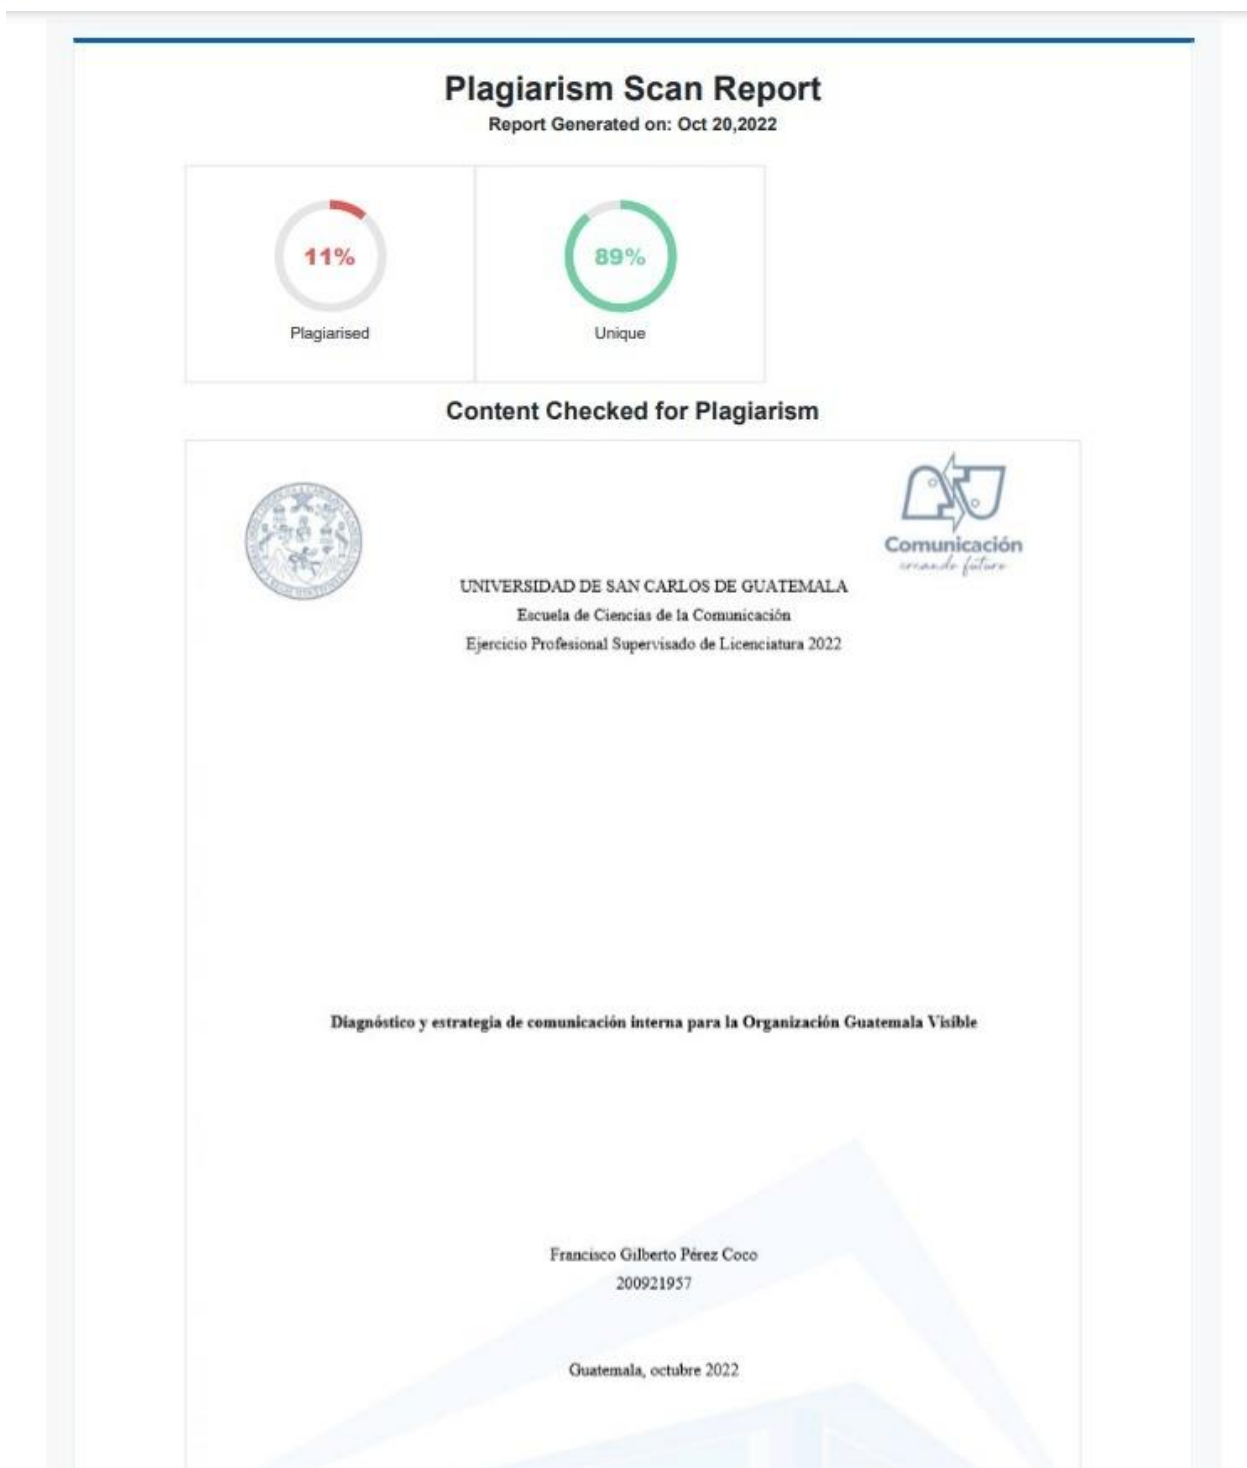 Plagiarism Scan Report
Report Generated on: Oct 20,2022
11%
89%
Plagiarised
Unique
Content Checked for Plagiarism
Comunicación
creando futuro
UNIVERSIDAD DE SAN CARLOS DE GUATEMALA
Escuela de Ciencias de la Comunicación
Ejercicio Profesional Supervisado de Licenciatura 2022
Diagnóstico y estrategia de comunicación interna para la Organización Guatemala Visible
Francisco Gilberto Pérez Coco
200921957
Guatemala, octubre 2022